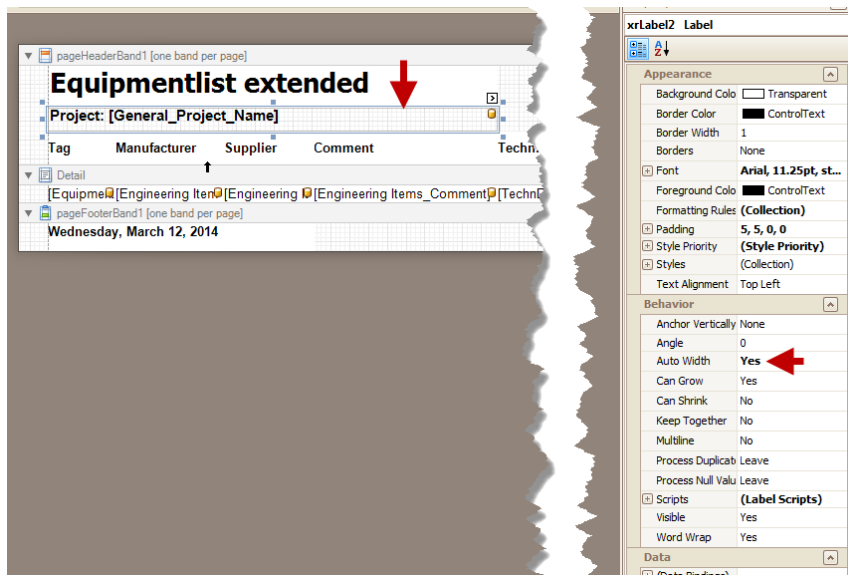 xrLabel2 Label
pageHeaderBand1 [one band per page]
Equipmentlist extended
Project: [General_Project_Name]
Tag Manufacturer Supplier Comment Techn
Detail
[Equipme [Engineering Iten [Engineering I [Engineering Items_Comment] [Techn
pageFooterBand1 [one band per page]
Wednesday, March 12, 2014
Appearance
Background Colo Transparent
Border Color ControlText
Border Width 1
Borders None
Font Arial, 11.25pt, st...
Foreground Colo ControlText
Formatting Rules (Collection)
Padding 5, 5, 0, 0
Style Priority (Style Priority)
Styles (Collection)
Text Alignment Top Left
Behavior
Anchor Vertically None
Angle 0
Auto Width Yes
Can Grow Yes
Can Shrink No
Keep Together No
Multiline No
Process Duplicat Leave
Process Null Valu Leave
Scripts (Label Scripts)
Visible Yes
Word Wrap Yes
Data